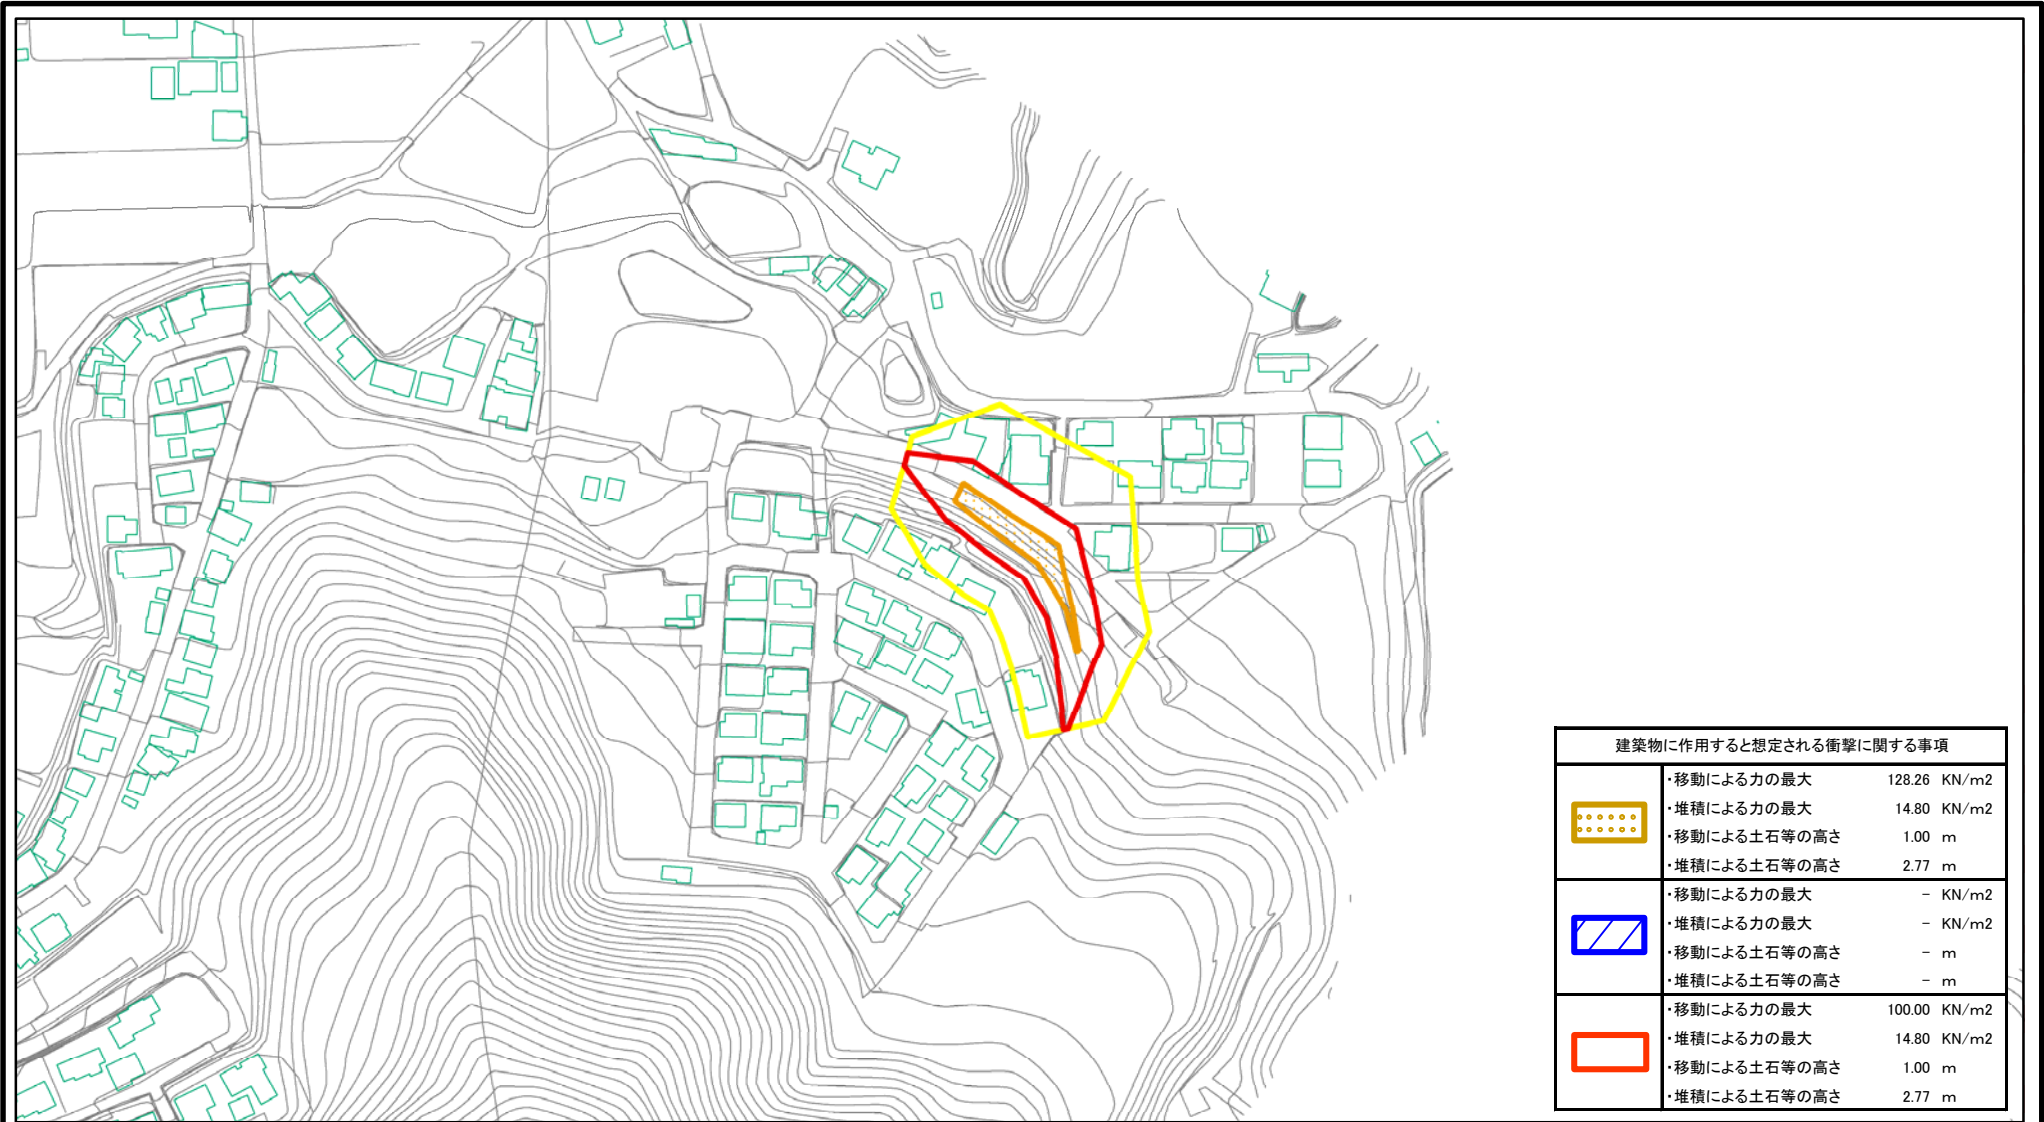 建築物に作用すると想定される衝撃に関する事項
・移動による力の最大 128.26 KN/m2
・堆積による力の最大 14.80 KN/m2
・移動による土石等の高さ 1.00 m
・堆積による土石等の高さ 2.77 m
・移動による力の最大 － KN/m2
・堆積による力の最大 － KN/m2
・移動による土石等の高さ － m
・堆積による土石等の高さ － m
・移動による力の最大 100.00 KN/m2
・堆積による力の最大 14.80 KN/m2
・移動による土石等の高さ 1.00 m
・堆積による土石等の高さ 2.77 m